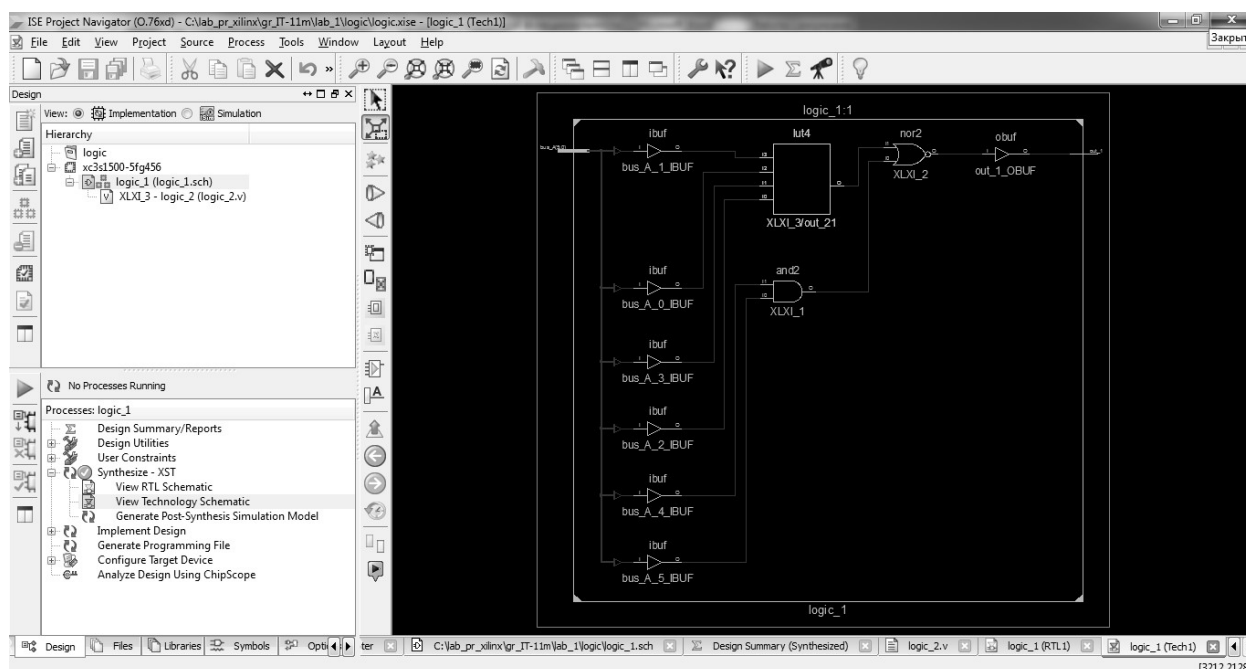 ISE Project Navigator (O.76xd) - C:\lab_pr_xilinx\gr_IT-11m\lab_1\logic\logic.xise - [logic_1 (Tech1)]
File Edit View Project Source Process Tools Window Layout Help
Закрыт
Design
View: Implementation Simulation
Hierarchy
logic
xc3s1500-5fg456
logic_1 (logic_1.sch)
XLXI_3 - logic_2 (logic_2.v)
No Processes Running
Processes: logic_1
Design Summary/Reports
Design Utilities
User Constraints
Synthesize - XST
View RTL Schematic
View Technology Schematic
Generate Post-Synthesis Simulation Model
Implement Design
Generate Programming File
Configure Target Device
Analyze Design Using ChipScope
logic_1:1
ibuf
bus_A_1_IBUF
lut4
XLXI_3/out_21
nor2
XLXI_2
obuf
out_1_OBUF
ibuf
bus_A_0_IBUF
and2
XLXI_1
ibuf
bus_A_3_IBUF
ibuf
bus_A_2_IBUF
ibuf
bus_A_4_IBUF
ibuf
bus_A_5_IBUF
logic_1
Design Files Libraries Symbols Opti
ter C:\lab_pr_xilinx\gr_IT-11m\lab_1\logic\logic_1.sch Design Summary (Synthesized) logic_2.v logic_1 (RTL1) logic_1 (Tech1)